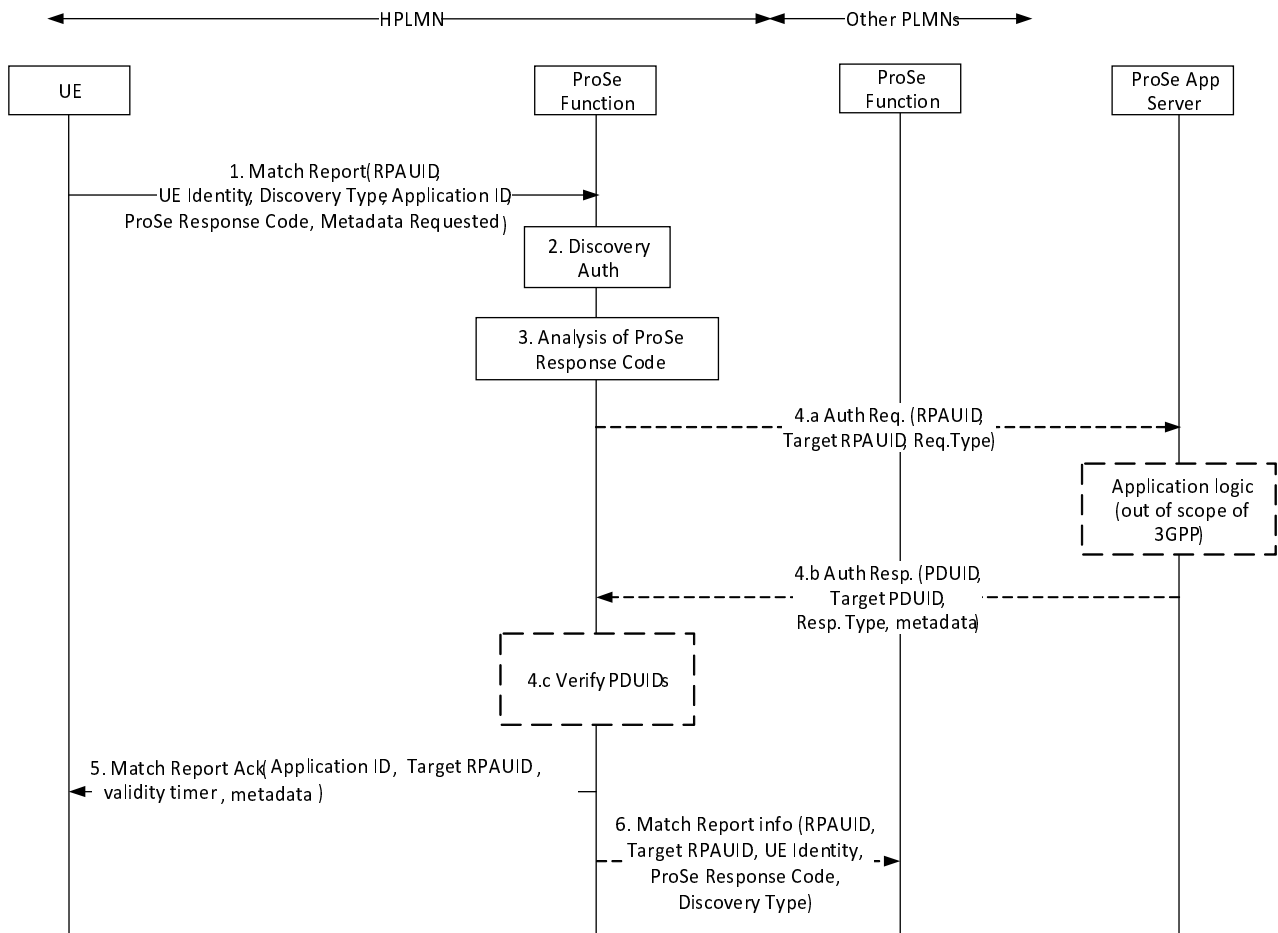 HPLMN
Other PLMNs
UE
ProSe
Function
ProSe
Function
ProSe App
Server
1. Match Report(RPAUID,
UE Identity, Discovery Type, Application ID,
ProSe Response Code, Metadata Requested)
2. Discovery
Auth
3. Analysis of ProSe
Response Code
4.a Auth Req. (RPAUID,
Target RPAUID, Req.Type)
Application logic
(out of scope of
3GPP)
4.b Auth Resp. (PDUID,
Target PDUID,
Resp. Type, metadata)
4.c Verify PDUIDs
5. Match Report Ack( Application ID, Target RPAUID ,
validity timer , metadata )
6. Match Report info (RPAUID,
Target RPAUID, UE Identity,
ProSe Response Code,
Discovery Type)